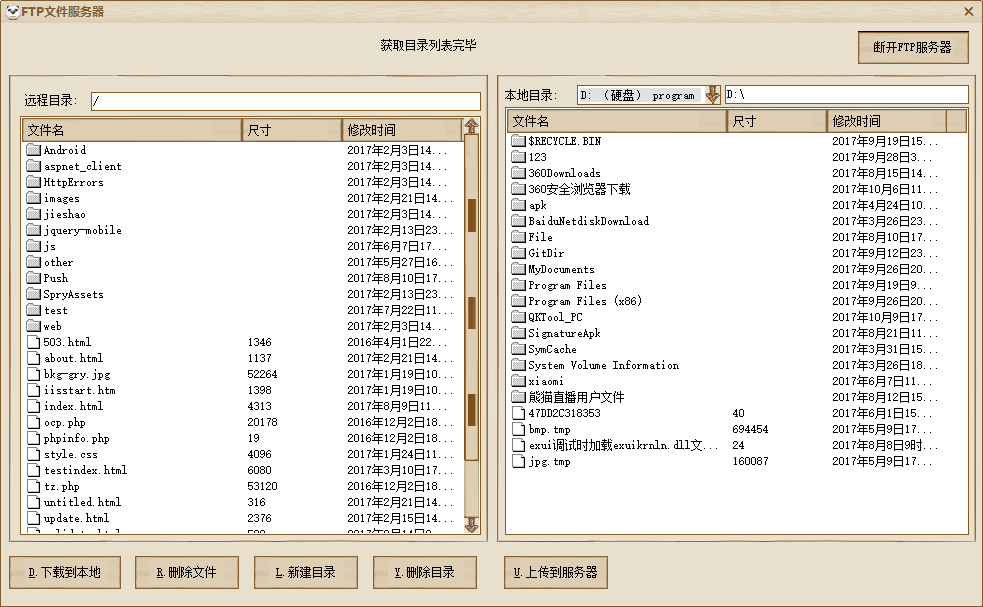 FTP文件服务器
获取目录列表完毕
断开FTP服务器
远程目录: /
文件名 尺寸 修改时间
Android 2017年2月3日14...
aspnet_client 2017年2月3日14...
HttpErrors 2017年2月3日14...
images 2017年2月21日14...
jieshao 2017年2月3日14...
jquery-mobile 2017年2月13日23...
js 2017年6月7日17...
other 2017年5月27日16...
Push 2017年8月10日17...
SpryAssets 2017年2月13日23...
test 2017年7月22日11...
web 2017年2月3日14...
503.html 1346 2016年4月1日22...
about.html 1137 2017年2月21日14...
bkg-gry.jpg 52264 2017年1月19日10...
iisstart.htm 1398 2017年1月19日10...
index.html 4313 2017年8月9日11...
ocp.php 20178 2016年12月2日18...
phpinfo.php 19 2016年12月2日18...
style.css 4096 2017年1月24日11...
testindex.html 6080 2017年3月10日17...
tz.php 53120 2016年12月2日18...
untitled.html 316 2017年2月21日14...
update.html 2376 2017年2月15日14...
本地目录: D: (硬盘) program D:\
文件名 尺寸 修改时间
$RECYCLE.BIN 2017年9月19日15...
123 2017年9月28日3...
360Downloads 2017年8月15日14...
360安全浏览器下载 2017年10月6日11...
apk 2017年4月24日10...
BaiduNetdiskDownload 2017年3月26日23...
File 2017年8月10日17...
GitDir 2017年9月12日23...
MyDocuments 2017年9月26日20...
Program Files 2017年9月19日9...
Program Files (x86) 2017年9月26日20...
QKTool_PC 2017年10月9日17...
SignatureApk 2017年8月21日11...
SymCache 2017年3月31日15...
System Volume Information 2017年3月26日18...
xiaomi 2017年6月7日11...
熊猫直播用户文件 2017年8月12日15...
47DD2C318353 40 2017年6月1日15...
bmp.tmp 694454 2017年5月9日17...
exui调试时加载exuikrnln.dll文... 24 2017年8月8日9时...
jpg.tmp 160087 2017年5月9日17...
D.下载到本地
R.删除文件
L.新建目录
Y.删除目录
U.上传到服务器